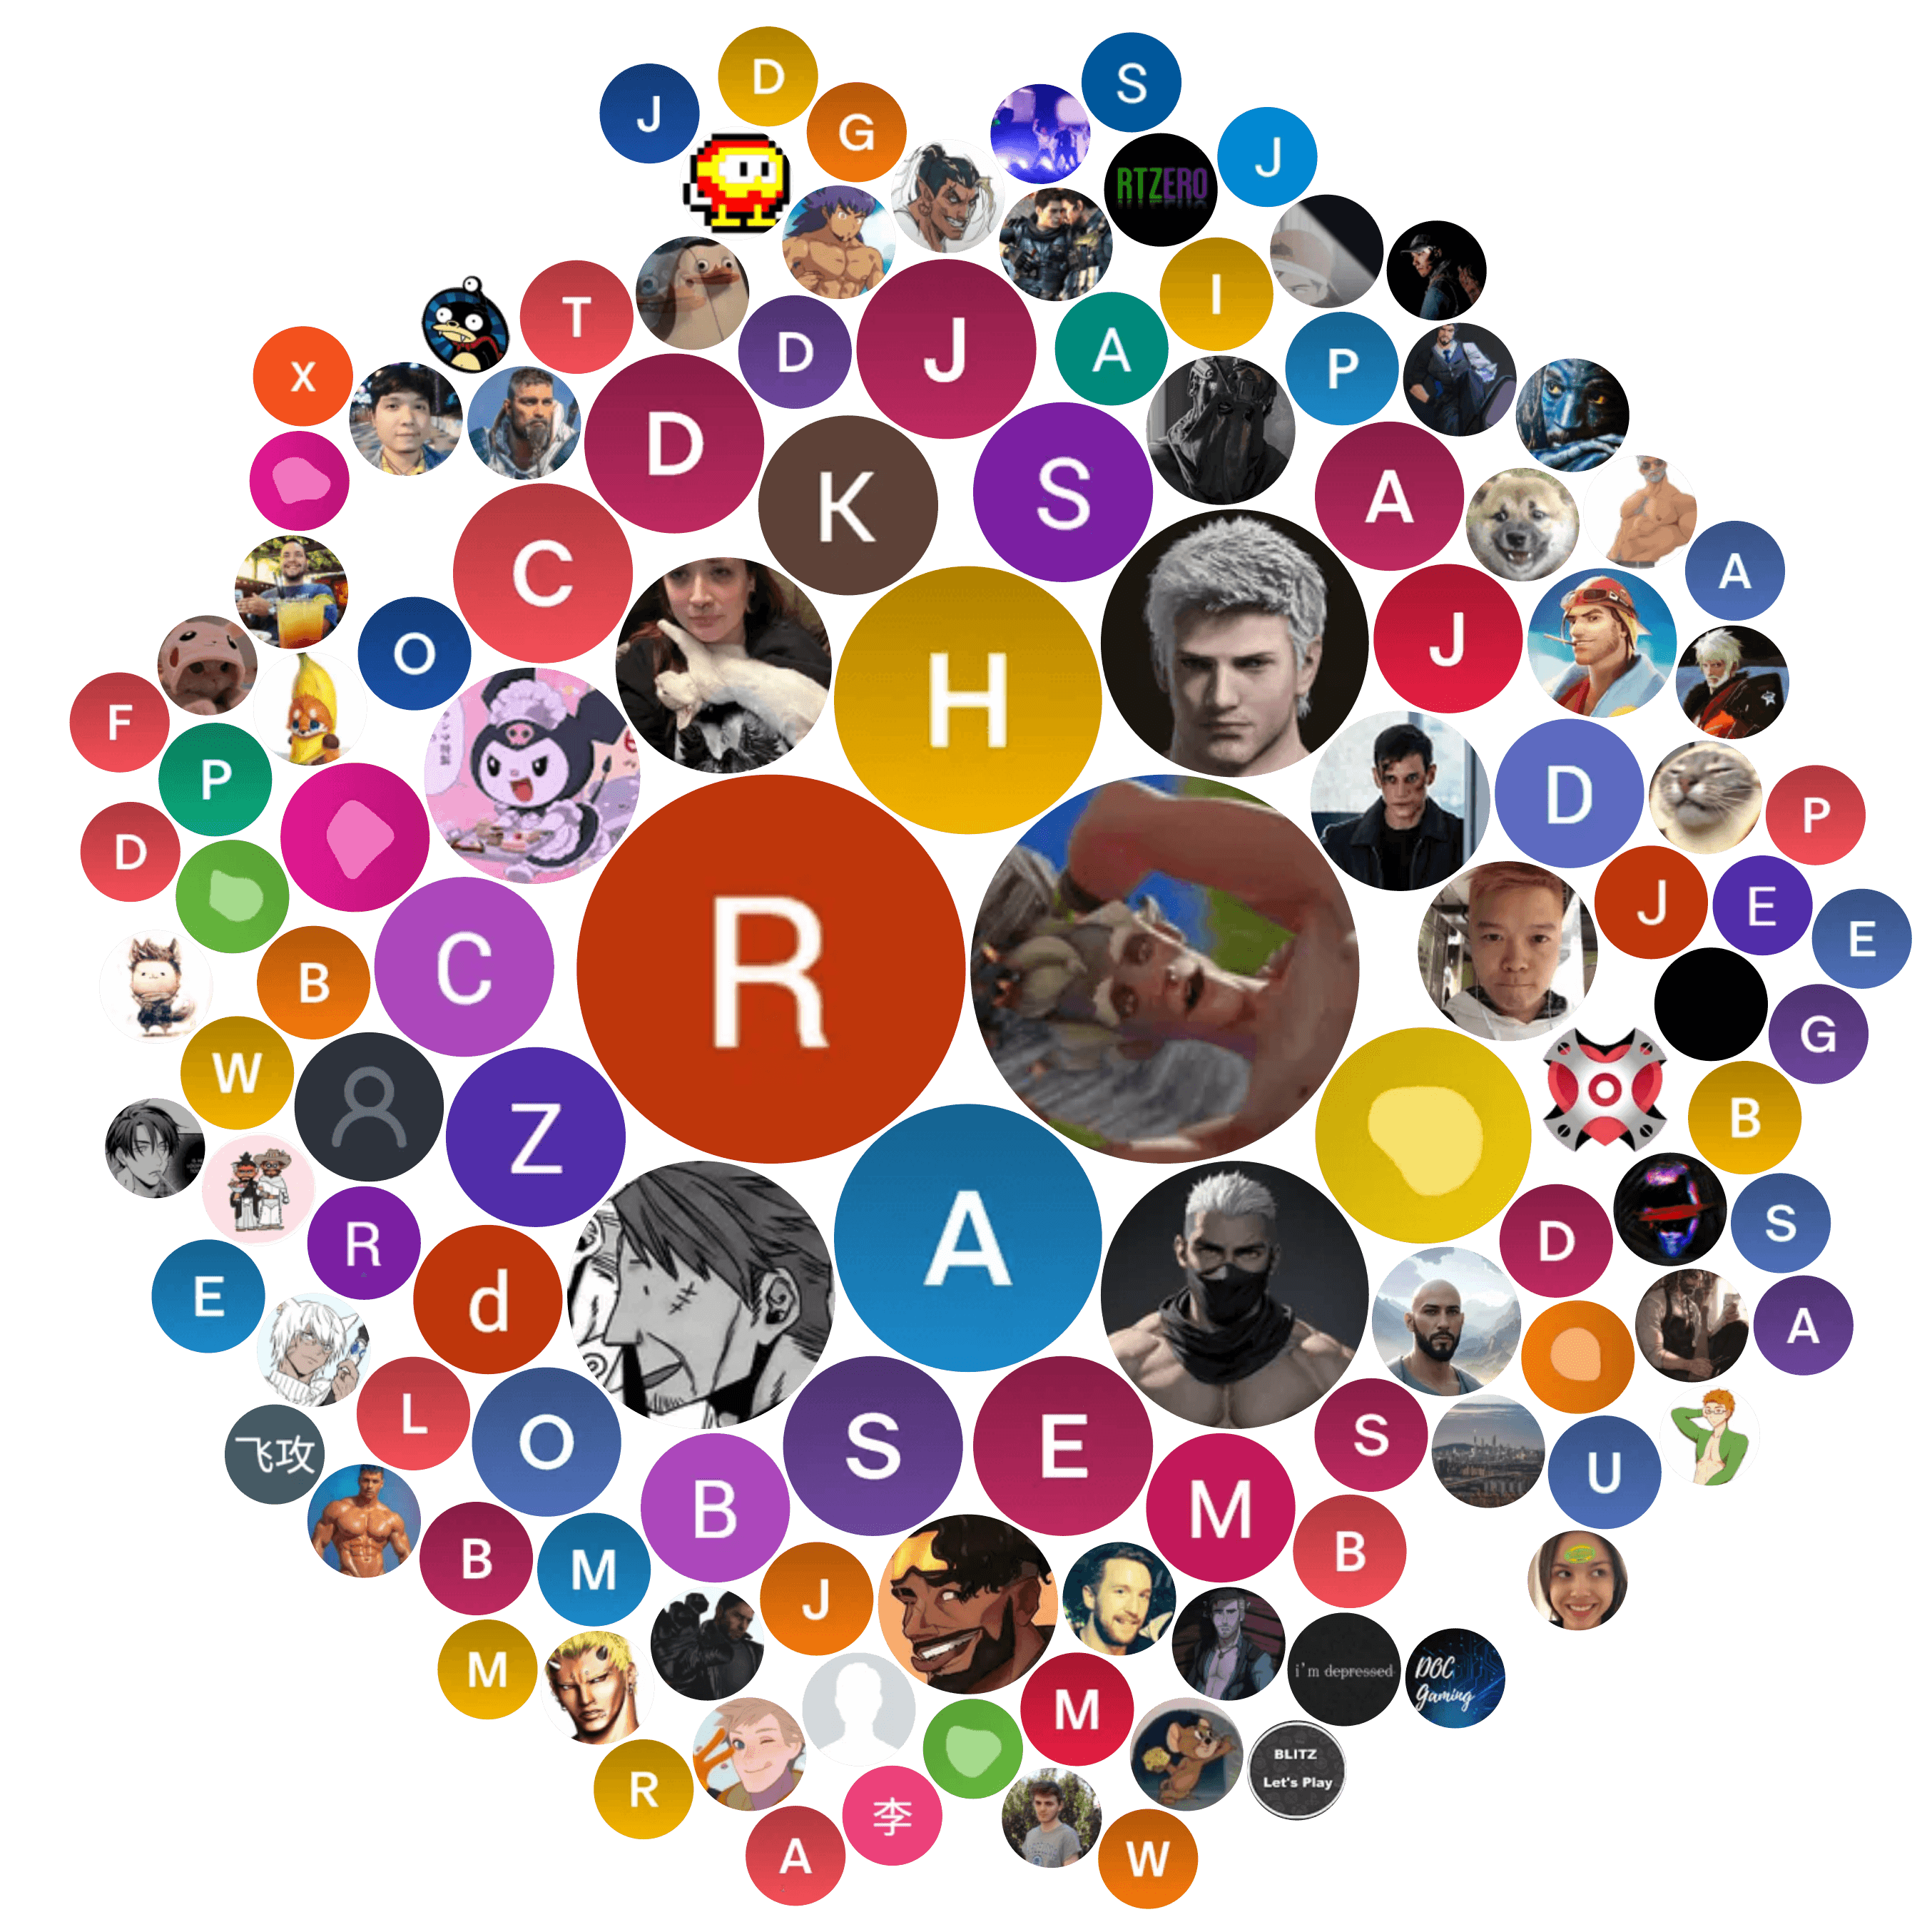 D
S
J
G
J
RTZERO
I
T
D
J
A
P
X
D
K
S
A
C
A
J
O
H
F
P
D
P
D
J
E
E
R
C
B
G
W
B
Z
A
S
D
R
E
d
A
L
S
U
O
S
E
飞攻
B
M
B
B
M
J
M
i'm depressed
DOC
Gaming
M
BLITZ
Let's Play
R
李
A
W